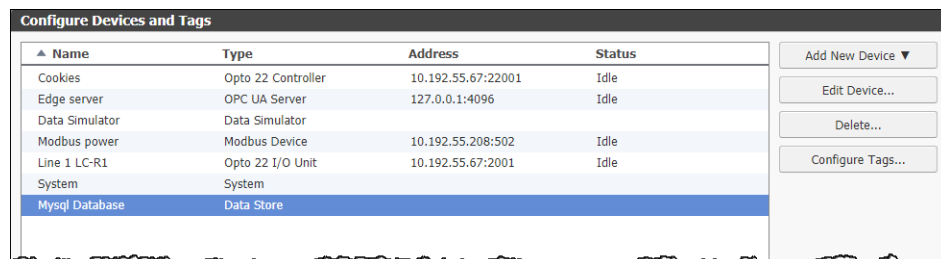 Configure Devices and Tags
▲ Name Type Address Status
Cookies Opto 22 Controller 10.192.55.67:22001 Idle
Edge server OPC UA Server 127.0.0.1:4096 Idle
Data Simulator Data Simulator
Modbus power Modbus Device 10.192.55.208:502 Idle
Line 1 LC-R1 Opto 22 I/O Unit 10.192.55.67:2001 Idle
System System
Mysql Database Data Store
Add New Device ▼
Edit Device...
Delete...
Configure Tags...